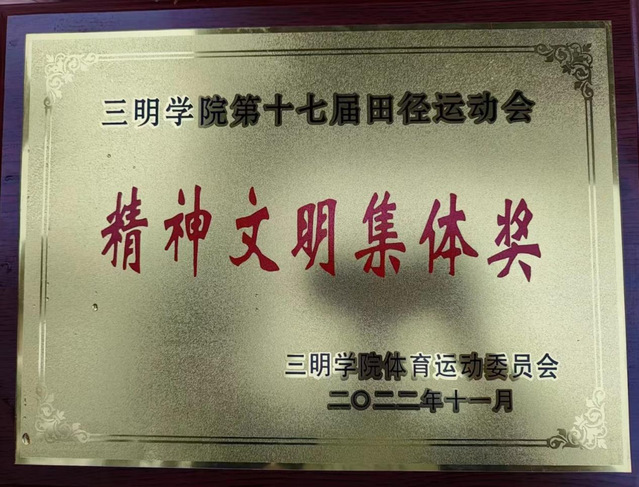 三明学院第十七届田径运动会
精神文明集体奖
三明学院体育运动委员会
二〇二二年十一月